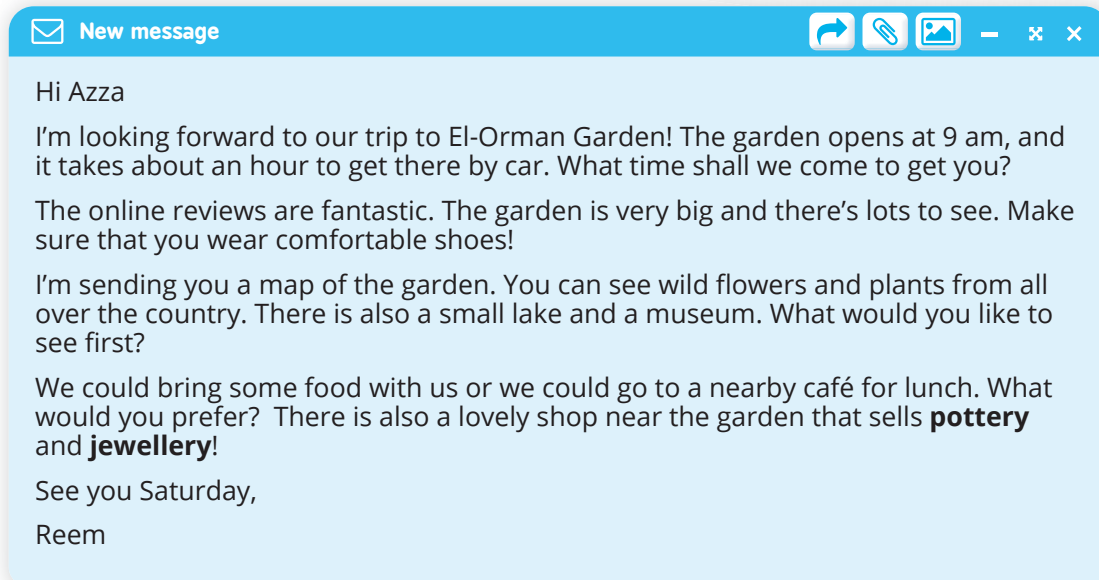 New message
Hi Azza
I'm looking forward to our trip to El-Orman Garden! The garden opens at 9 am, and
it takes about an hour to get there by car. What time shall we come to get you?
The online reviews are fantastic. The garden is very big and there's lots to see. Make
sure that you wear comfortable shoes!
I'm sending you a map of the garden. You can see wild flowers and plants from all
over the country. There is also a small lake and a museum. What would you like to
see first?
We could bring some food with us or we could go to a nearby café for lunch. What
would you prefer?  There is also a lovely shop near the garden that sells pottery
and jewellery!
See you Saturday,
Reem